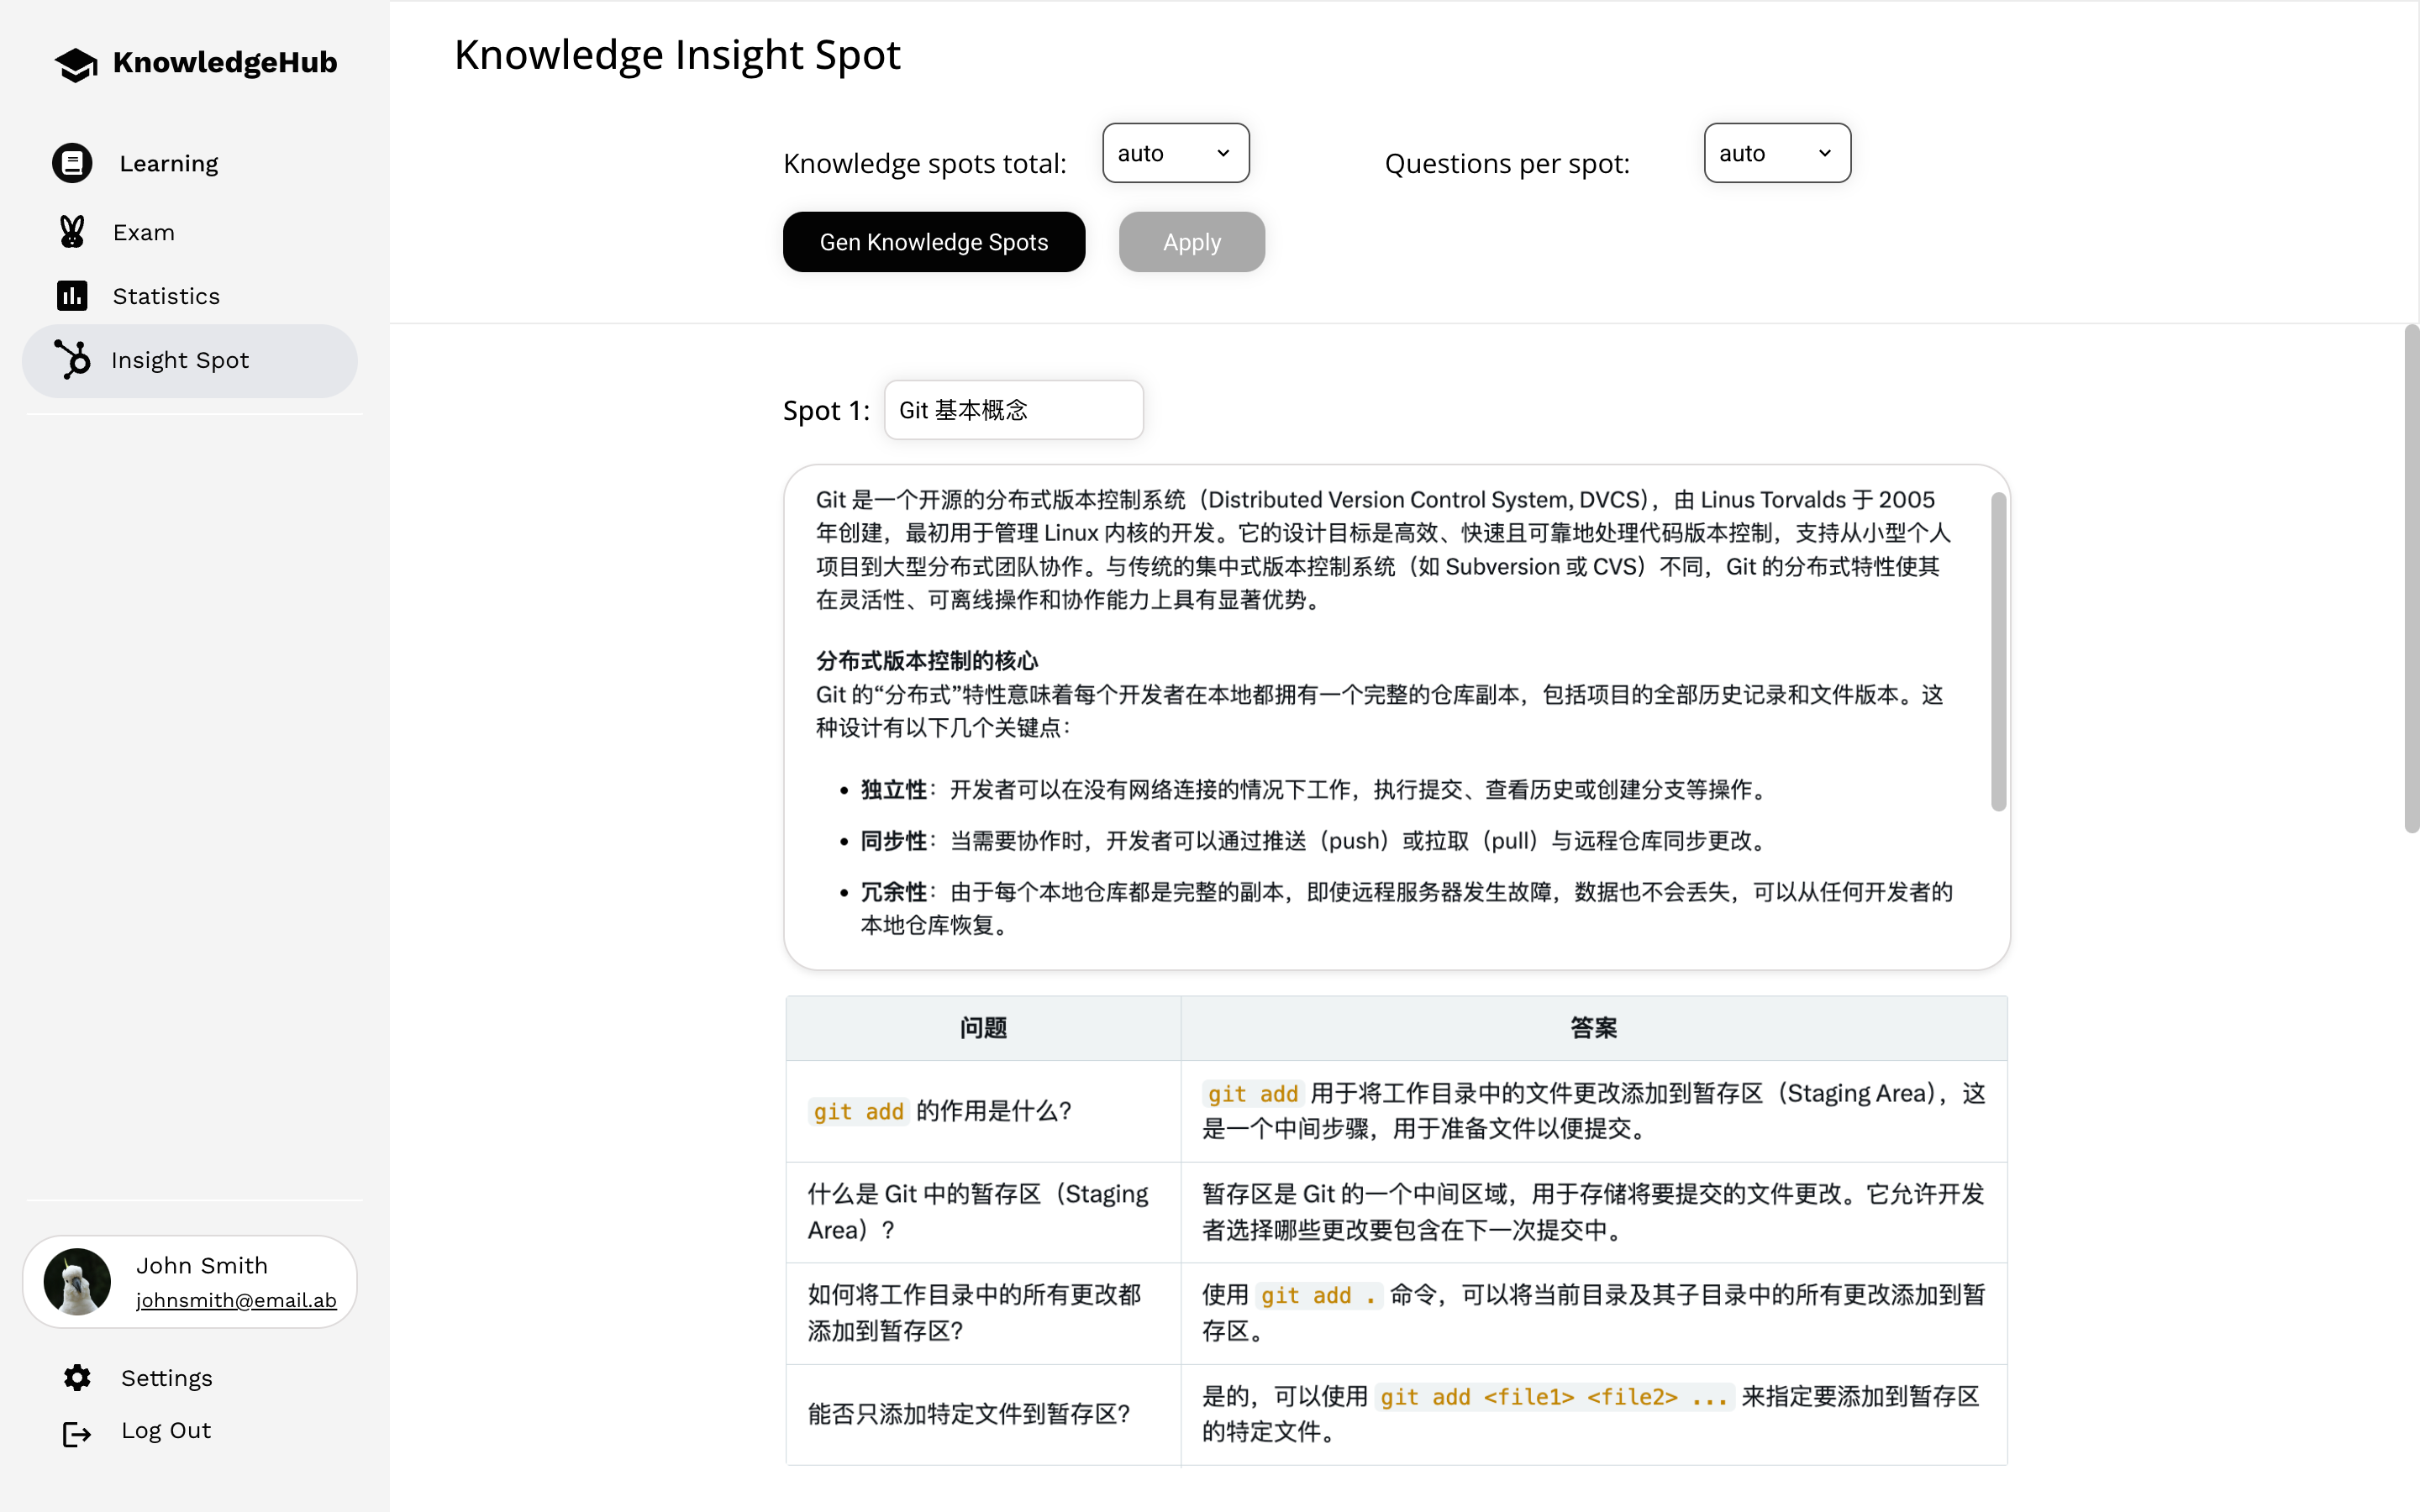 KnowledgeHub
Learning
Exam
Statistics
Insight Spot
John Smith
johnsmith@email.ab
Settings
Log Out
Knowledge Insight Spot
Knowledge spots total:
auto
Questions per spot:
auto
Gen Knowledge Spots
Apply
Spot 1:
Git 基本概念
Git 是一个开源的分布式版本控制系统（Distributed Version Control System, DVCS），由 Linus Torvalds 于 2005
年创建，最初用于管理 Linux 内核的开发。它的设计目标是高效、快速且可靠地处理代码版本控制，支持从小型个人
项目到大型分布式团队协作。与传统的集中式版本控制系统（如 Subversion 或 CVS）不同，Git 的分布式特性使其
在灵活性、可离线操作和协作能力上具有显著优势。
分布式版本控制的核心
Git 的“分布式”特性意味着每个开发者在本地都拥有一个完整的仓库副本，包括项目的全部历史记录和文件版本。这
种设计有以下几个关键点：
• 独立性：开发者可以在没有网络连接的情况下工作，执行提交、查看历史或创建分支等操作。
• 同步性：当需要协作时，开发者可以通过推送（push）或拉取（pull）与远程仓库同步更改。
• 冗余性：由于每个本地仓库都是完整的副本，即使远程服务器发生故障，数据也不会丢失，可以从任何开发者的
本地仓库恢复。
问题
答案
git add 的作用是什么？
git add 用于将工作目录中的文件更改添加到暂存区（Staging Area），这
是一个中间步骤，用于准备文件以便提交。
什么是 Git 中的暂存区（Staging
Area）？
暂存区是 Git 的一个中间区域，用于存储将要提交的文件更改。它允许开发
者选择哪些更改要包含在下一次提交中。
如何将工作目录中的所有更改都
添加到暂存区？
使用 git add . 命令，可以将当前目录及其子目录中的所有更改添加到暂
存区。
能否只添加特定文件到暂存区？
是的，可以使用 git add <file1> <file2> ... 来指定要添加到暂存区
的特定文件。